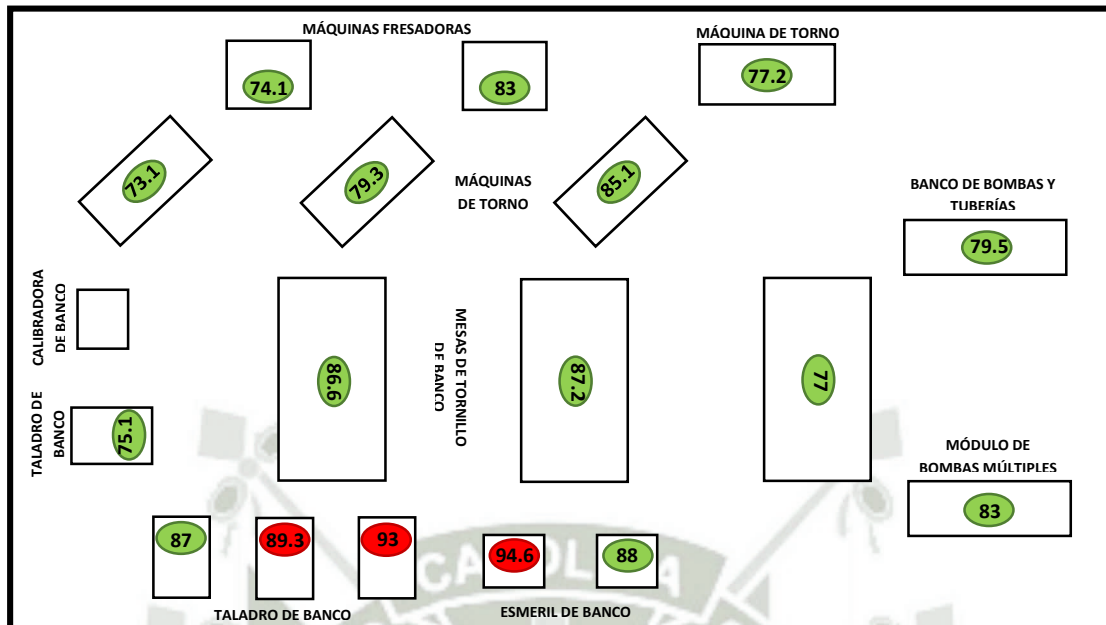 MÁQUINAS FRESADORAS
MÁQUINA DE TORNO
74.1
83
77.2
73.1
79.3
MÁQUINAS
DE TORNO
85.1
BANCO DE BOMBAS Y
TUBERÍAS
79.5
CALIBRADORA
DE BANCO
86.6
MESAS DE TORNILLO
DE BANCO
87.2
77
TALADRO DE
BANCO
75.1
MÓDULO DE
BOMBAS MÚLTIPLES
83
87
89.3
93
94.6
88
TALADRO DE BANCO
ESMERIL DE BANCO
CATOLICA